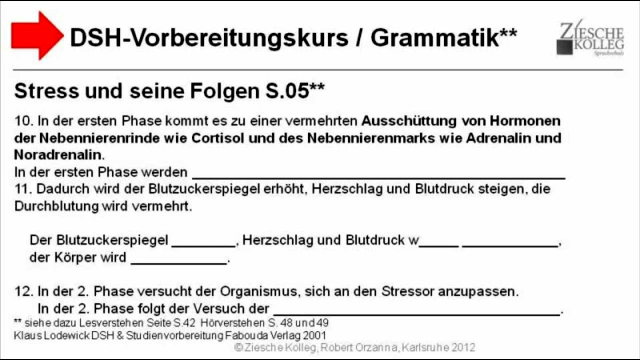 DSH-Vorbereitungskurs / Grammatik**
ZIESCHE
KOLLEG
Stress und seine Folgen S.05**
10. In der ersten Phase kommt es zu einer vermehrten Ausschüttung von Hormonen
der Nebennierenrinde wie Cortisol und des Nebennierenmarks wie Adrenalin und
Noradrenalin.
In der ersten Phase werden ____________________
11. Dadurch wird der Blutzuckerspiegel erhöht, Herzschlag und Blutdruck steigen, die
Durchblutung wird vermehrt.
Der Blutzuckerspiegel ________, Herzschlag und Blutdruck w_____ ____________,
der Körper wird ____________.
12. In der 2. Phase versucht der Organismus, sich an den Stressor anzupassen.
In der 2. Phase folgt der Versuch der ____________________.
** siehe dazu Lesverstehen Seite S.42 Hörverstehen S. 48 und 49
Klaus Lodewick DSH & Studienvorbereitung Fabouda Verlag 2001
©Ziesche Kolleg, Robert Orzanna, Karlsruhe 2012